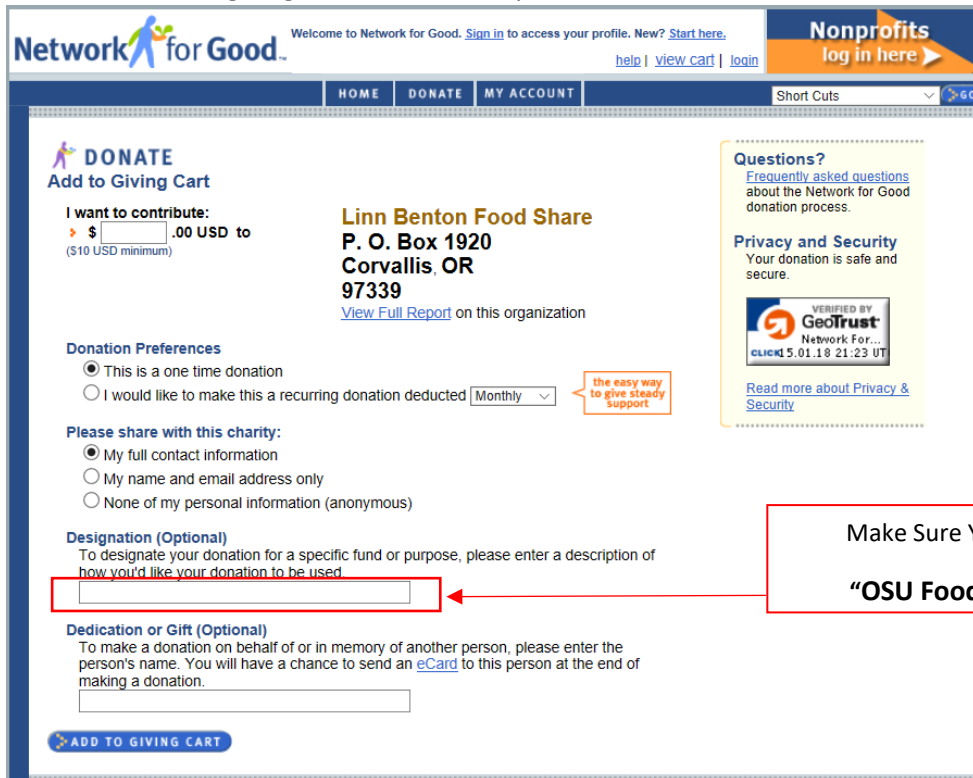 Network for Good™
Welcome to Network for Good. Sign in to access your profile. New? Start here.
help | view cart | login
Nonprofits
log in here
HOME DONATE MY ACCOUNT
Short Cuts
DONATE
Add to Giving Cart
I want to contribute:
$ .00 USD to
($10 USD minimum)
Linn Benton Food Share
P. O. Box 1920
Corvallis, OR
97339
View Full Report on this organization
Donation Preferences
This is a one time donation
I would like to make this a recurring donation deducted Monthly
the easy way
to give steady
support
Please share with this charity:
My full contact information
My name and email address only
None of my personal information (anonymous)
Designation (Optional)
To designate your donation for a specific fund or purpose, please enter a description of
how you'd like your donation to be used.
Dedication or Gift (Optional)
To make a donation on behalf of or in memory of another person, please enter the
person's name. You will have a chance to send an eCard to this person at the end of
making a donation.
ADD TO GIVING CART
Questions?
Frequently asked questions
about the Network for Good
donation process.
Privacy and Security
Your donation is safe and
secure.
VERIFIED BY
GeoTrust
Network For...
CLICK 15.01.18 21:23 UT
Read more about Privacy &
Security
Make Sure
"OSU Food